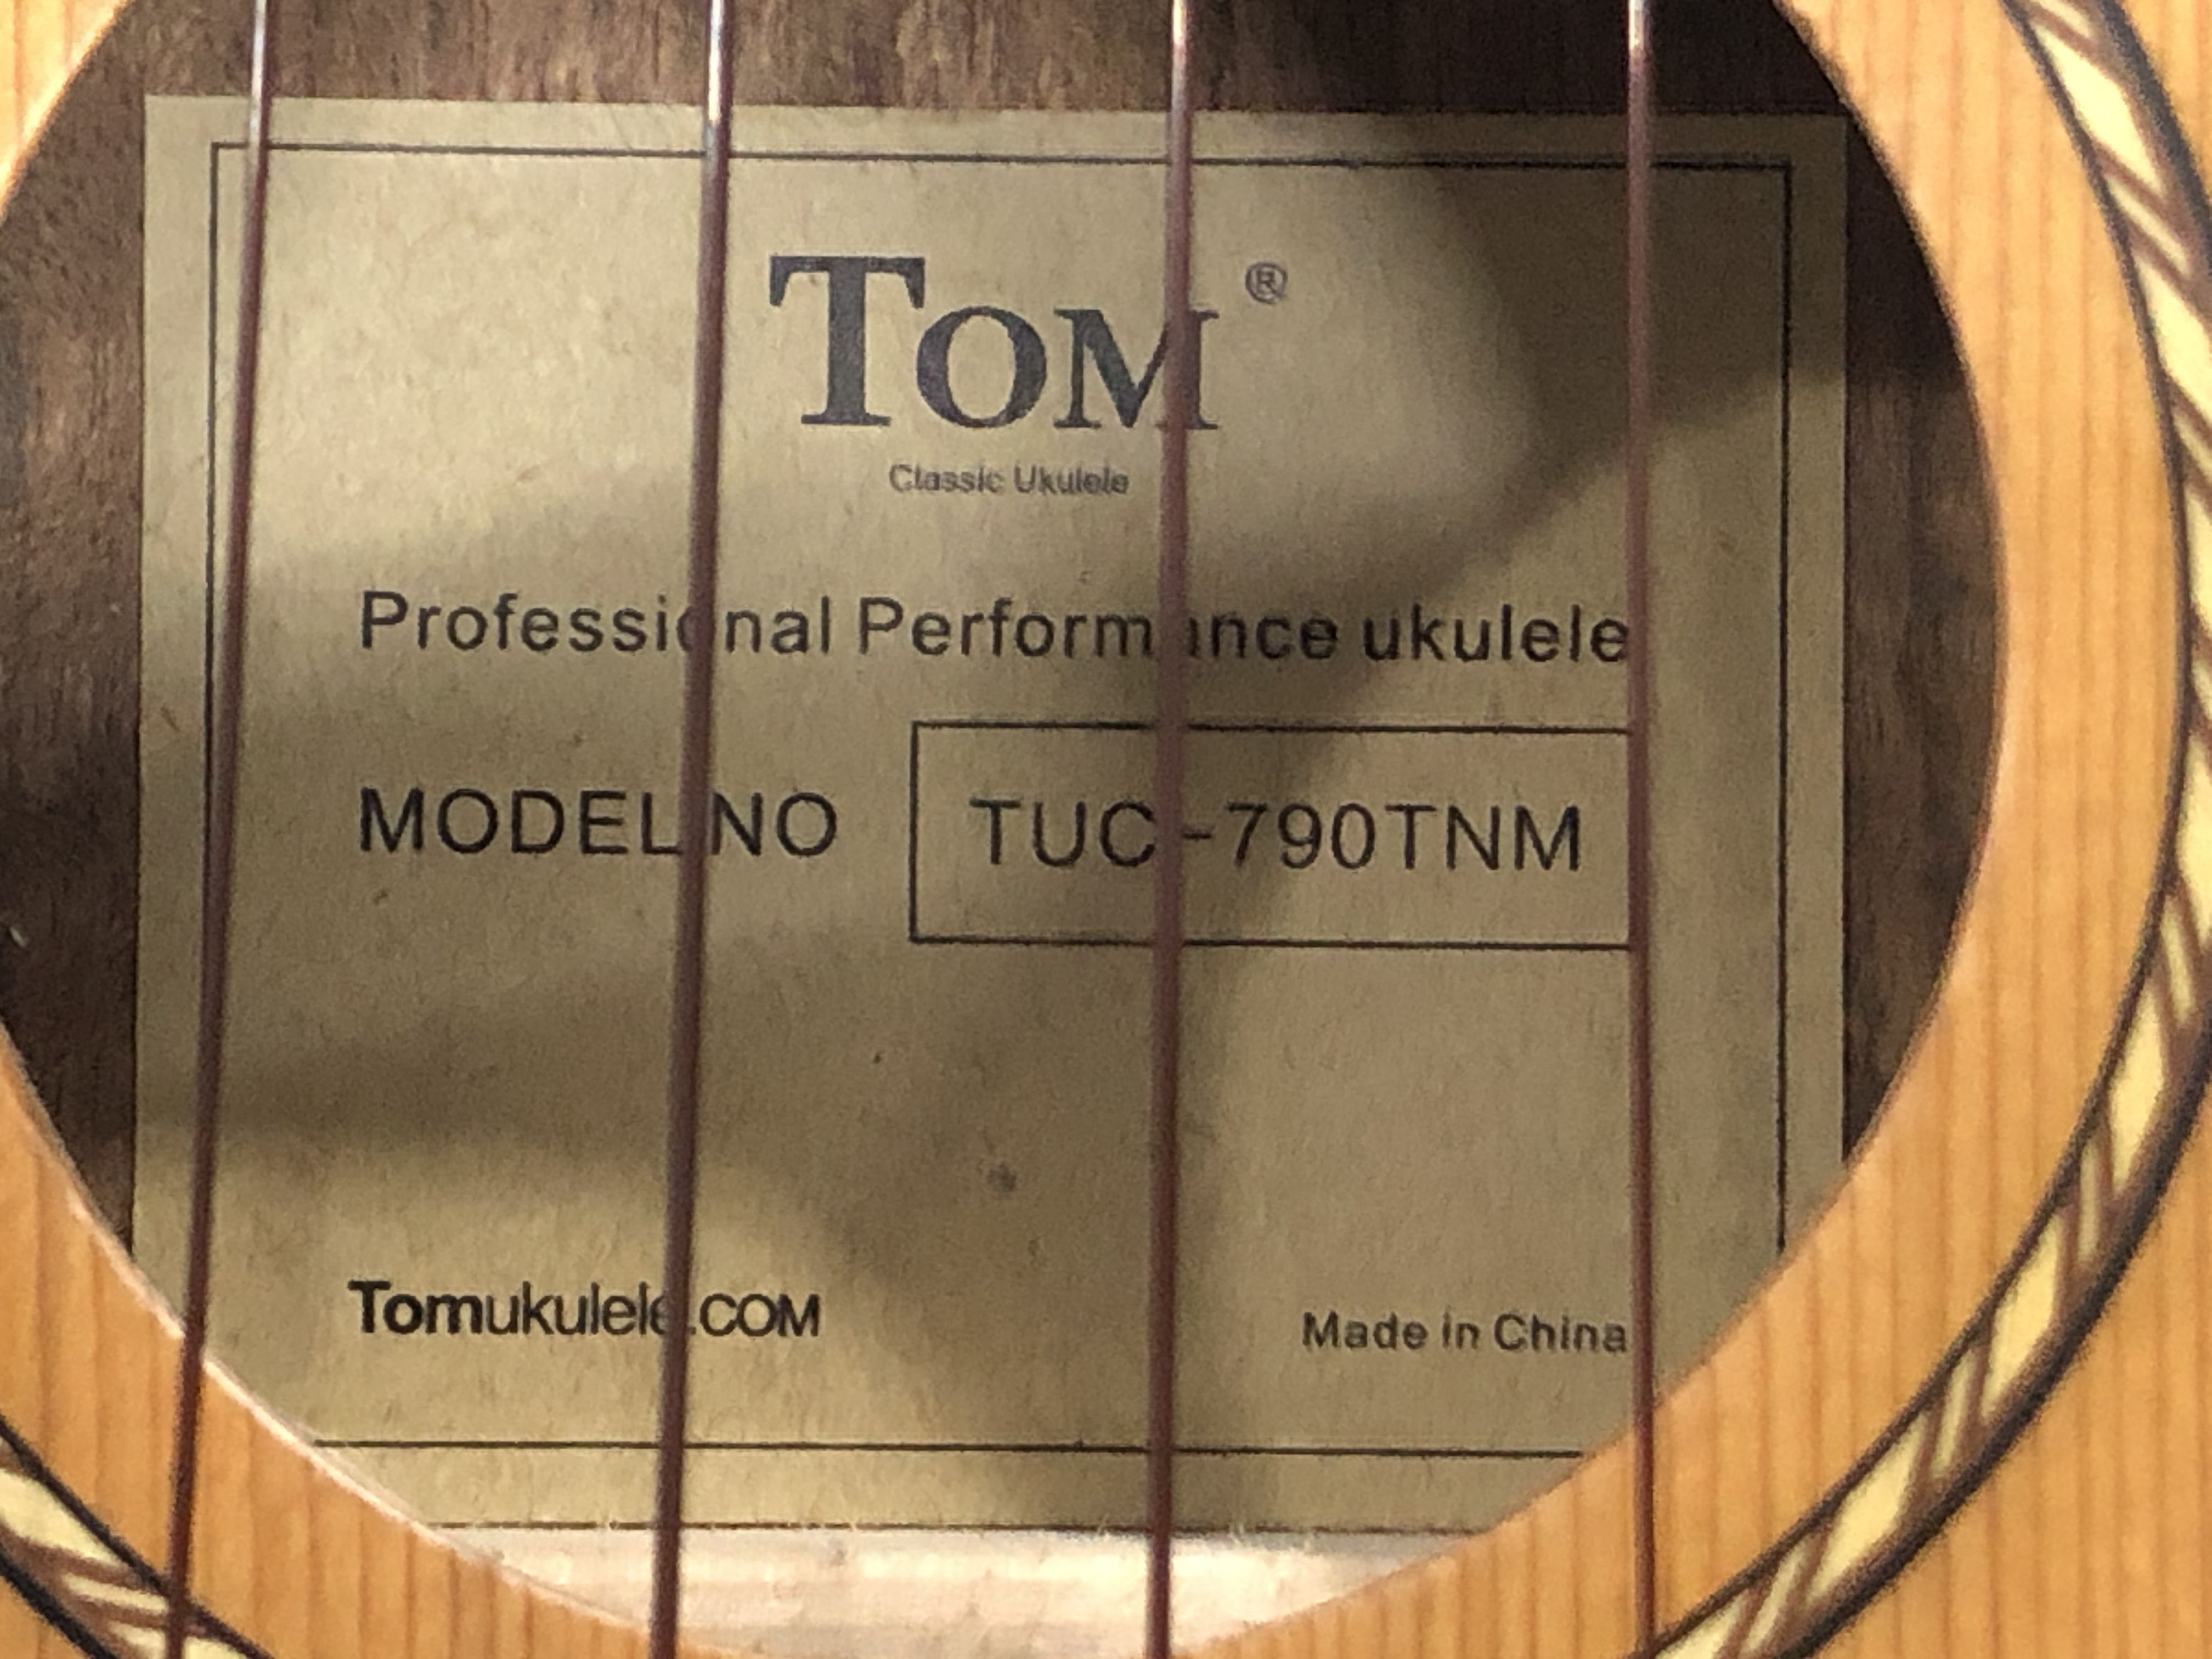 TOM ®
Classic Ukulele
Professional Performance ukulele
MODEL NO TUC-790TNM
Tomukulele.COM
Made in China